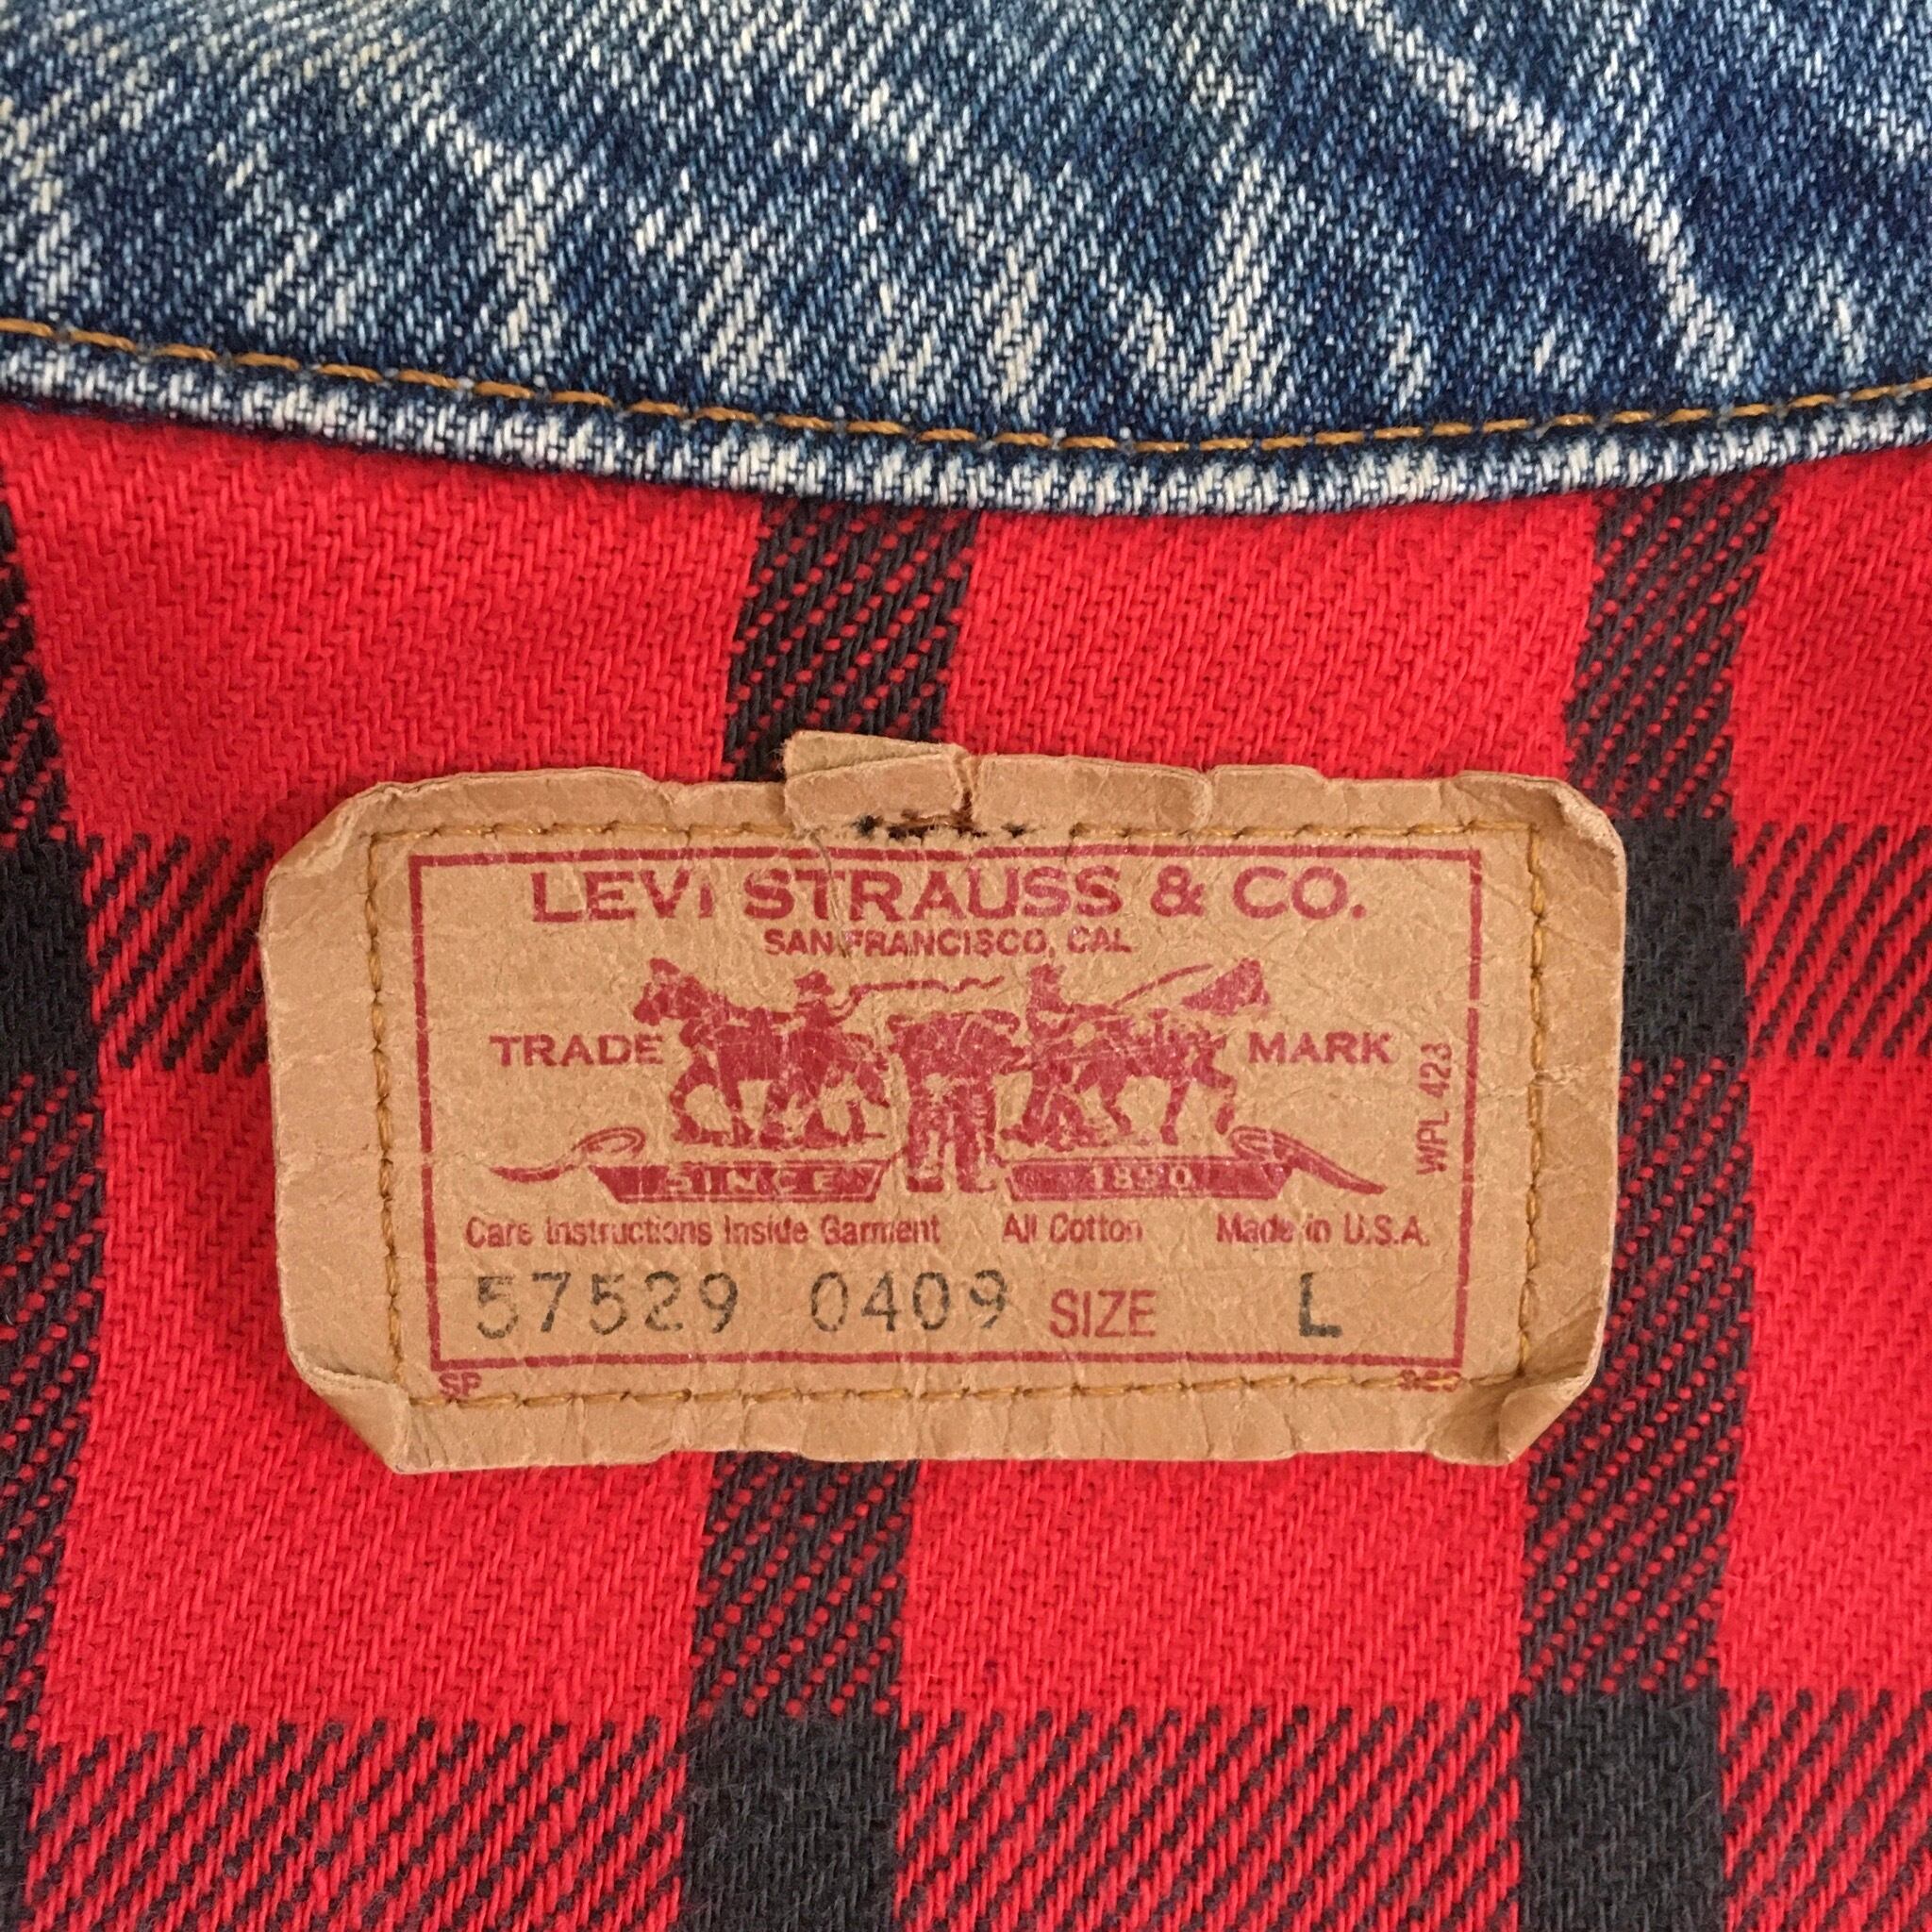 LEVI STRAUSS & CO.
SAN FRANCISCO, CAL
TRADE MARK
WPL 423
SINCE 1850
Care Instructions Inside Garment All Cotton Made in U.S.A.
57529 0409 SIZE L
SP